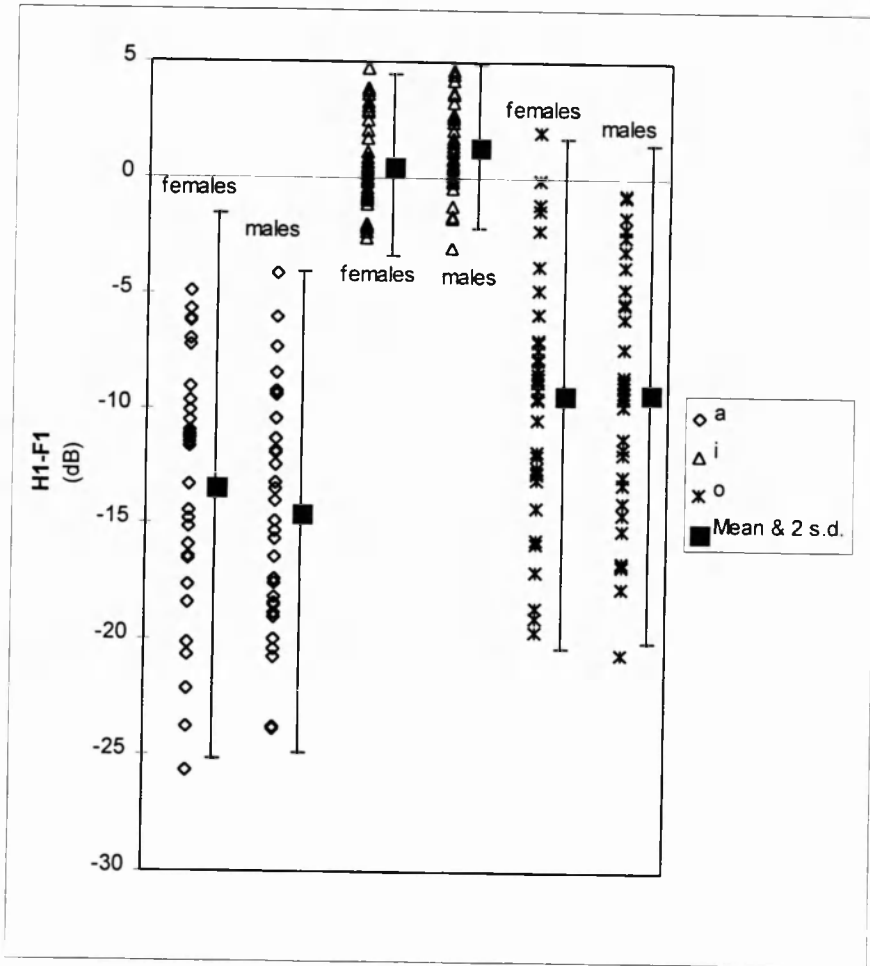 5
0
-5
-10
-15
-20
-25
-30
H1-F1
(dB)
females
males
females
males
females
males
a
i
o
Mean & 2 s.d.